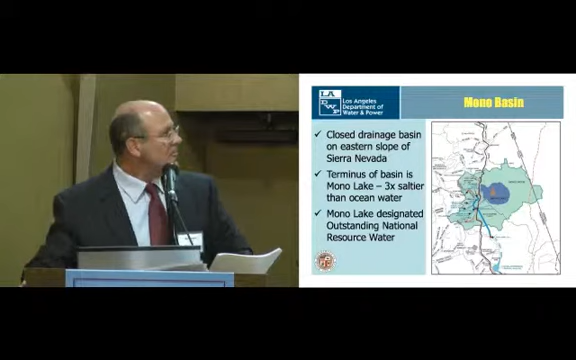 LA
DWP
Los Angeles
Department of
Water & Power
Mono Basin
✓ Closed drainage basin
on eastern slope of
Sierra Nevada
✓ Terminus of basin is
Mono Lake – 3x saltier
than ocean water
✓ Mono Lake designated
Outstanding National
Resource Water